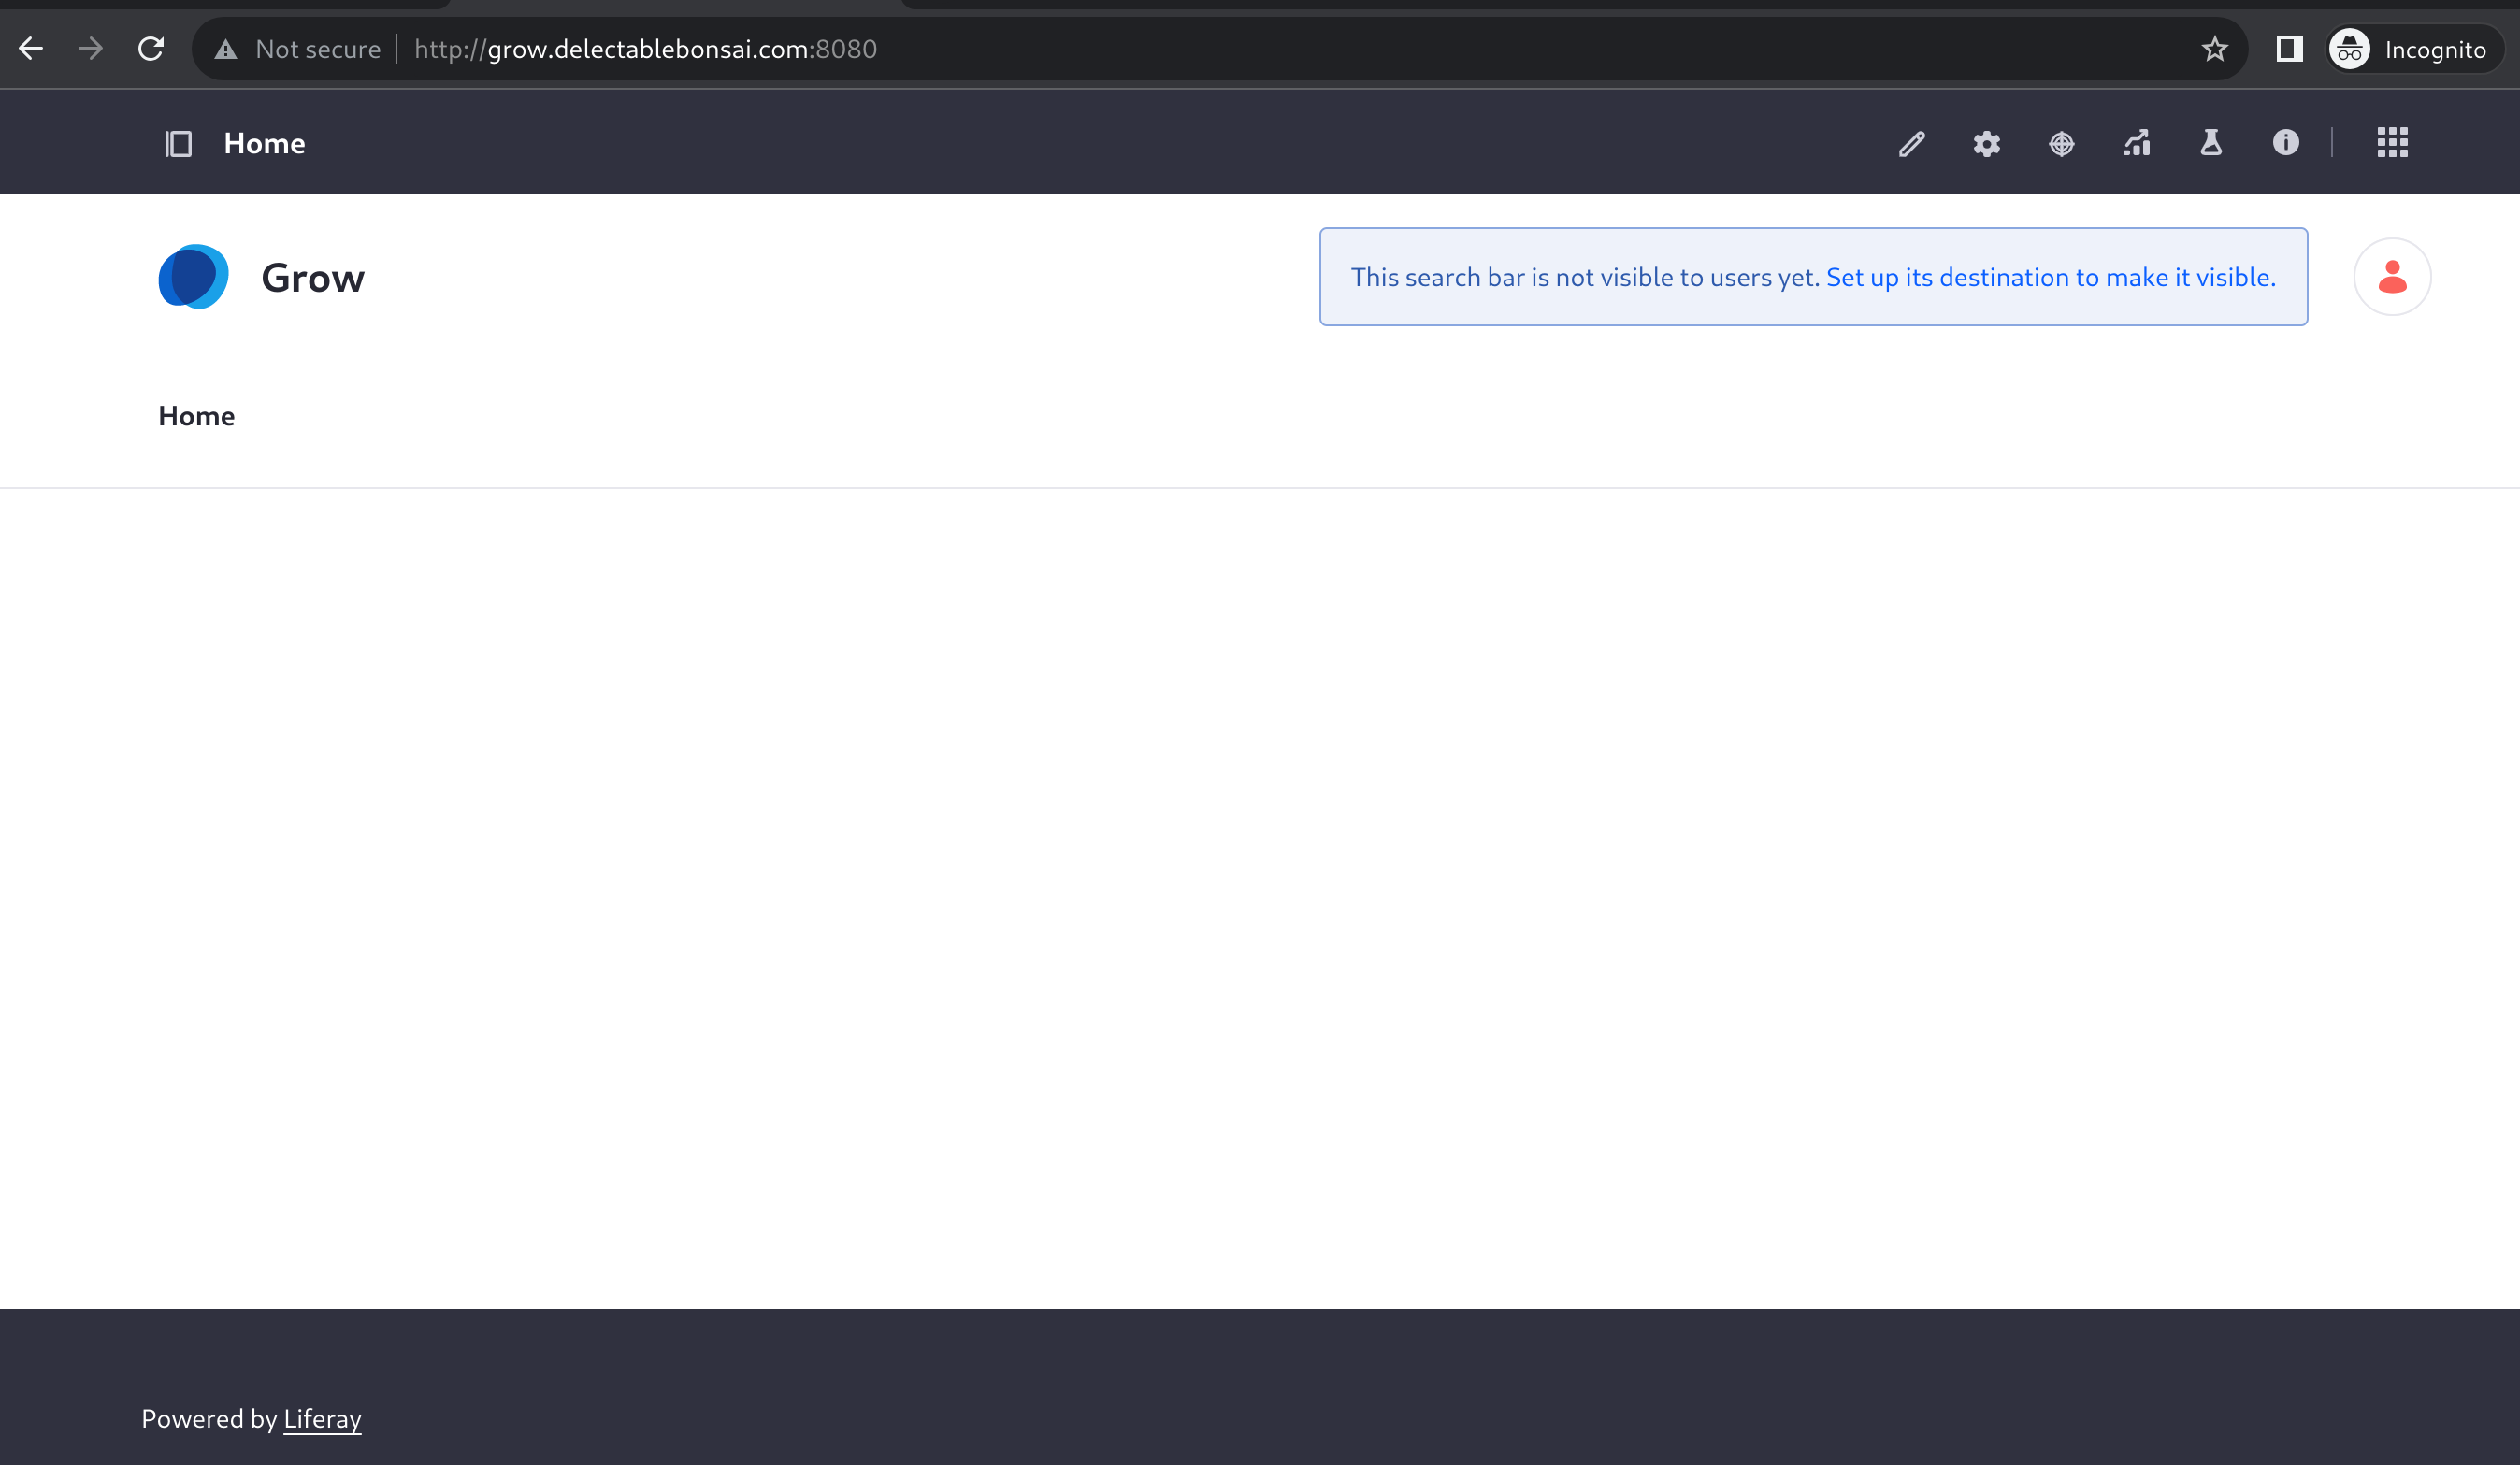 Not secure
http://grow.delectablebonsai.com:8080
Incognito
Home
Grow
This search bar is not visible to users yet. Set up its destination to make it visible.
Home
Powered by Liferay